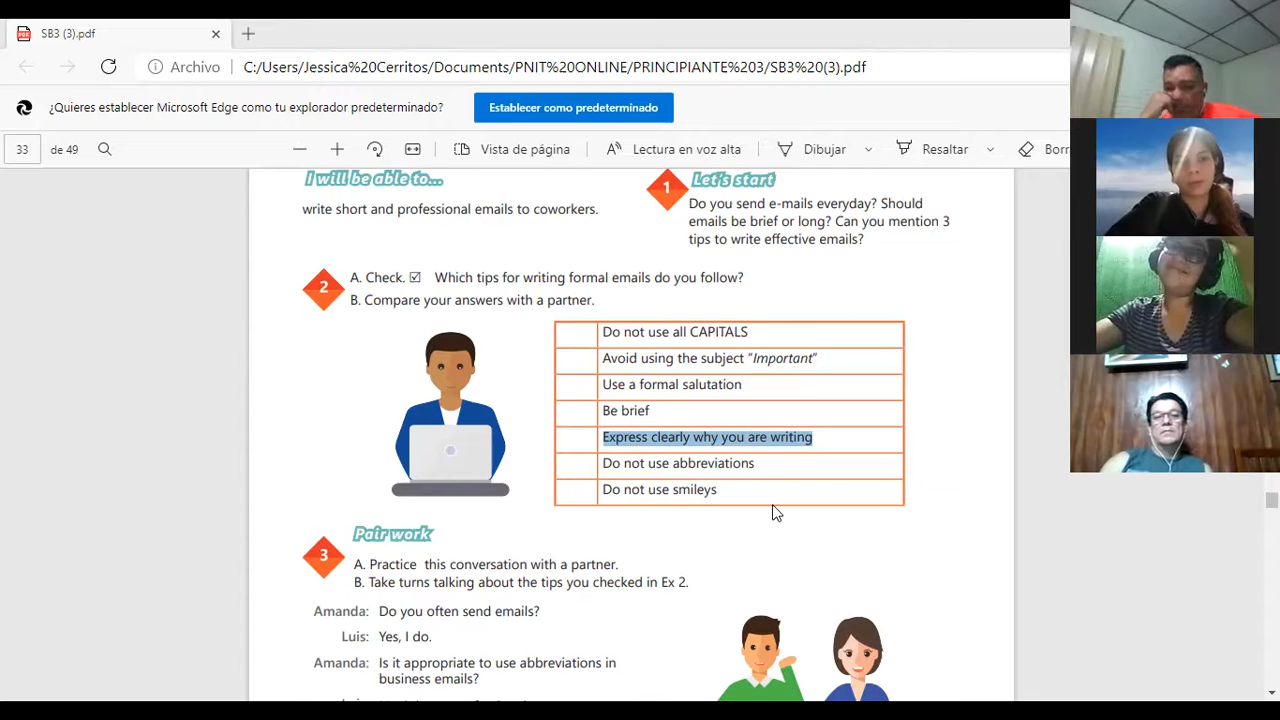 SB3 (3).pdf
Archivo
C:/Users/Jessica%20Cerritos/Documents/PNIT%20ONLINE/PRINCIPIANTE%203/SB3%20(3).pdf
¿Quieres establecer Microsoft Edge como tu explorador predeterminado?
Establecer como predeterminado
33 de 49
Vista de página
Lectura en voz alta
Dibujar
Resaltar
Borr
I will be able to...
write short and professional emails to coworkers.
1
Let's start
Do you send e-mails everyday? Should
emails be brief or long? Can you mention 3
tips to write effective emails?
2
A. Check. ☑ Which tips for writing formal emails do you follow?
B. Compare your answers with a partner.
Do not use all CAPITALS
Avoid using the subject "Important"
Use a formal salutation
Be brief
Express clearly why you are writing
Do not use abbreviations
Do not use smileys
Pair work
3
A. Practice this conversation with a partner.
B. Take turns talking about the tips you checked in Ex 2.
Amanda: Do you often send emails?
Luis: Yes, I do.
Amanda: Is it appropriate to use abbreviations in
business emails?